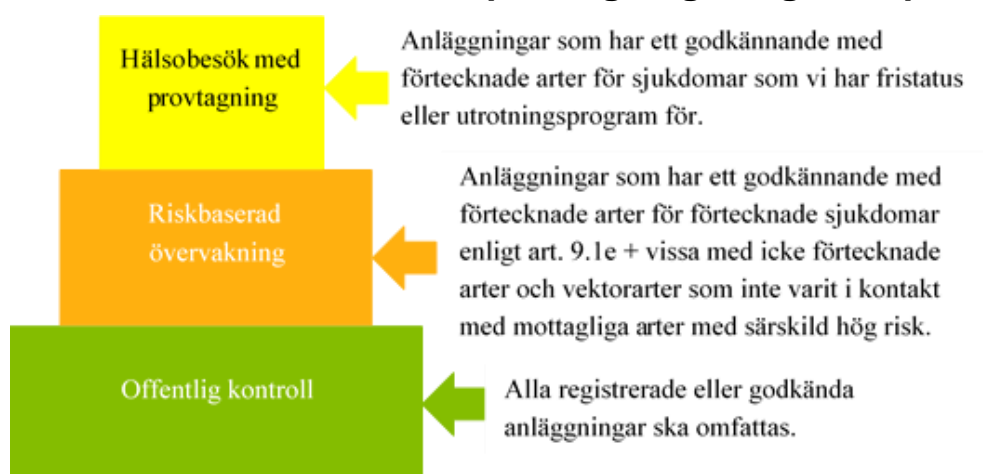 Hälsobesök med
provtagning
Anläggningar som har ett godkännande med
förtecknade arter för sjukdomar som vi har fristatus
eller utrotningsprogram för.
Riskbaserad
övervakning
Anläggningar som har ett godkännande med
förtecknade arter för förtecknade sjukdomar
enligt art. 9.1e + vissa med icke förtecknade
arter och vektorarter som inte varit i kontakt
med mottagliga arter med särskild hög risk.
Offentlig kontroll
Alla registrerade eller godkända
anläggningar ska omfattas.